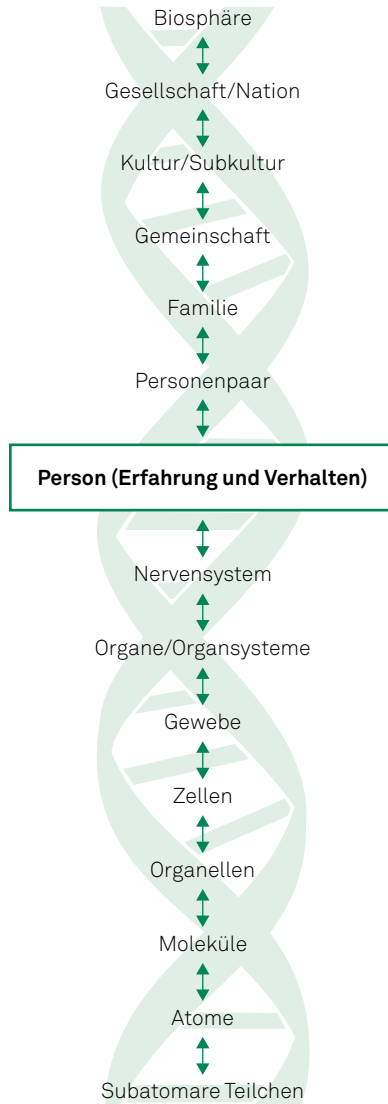 Biosphäre
Gesellschaft/Nation
Kultur/Subkultur
Gemeinschaft
Familie
Personenpaar
Person (Erfahrung und Verhalten)
Nervensystem
Organe/Organsysteme
Gewebe
Zellen
Organellen
Moleküle
Atome
Subatomare Teilchen